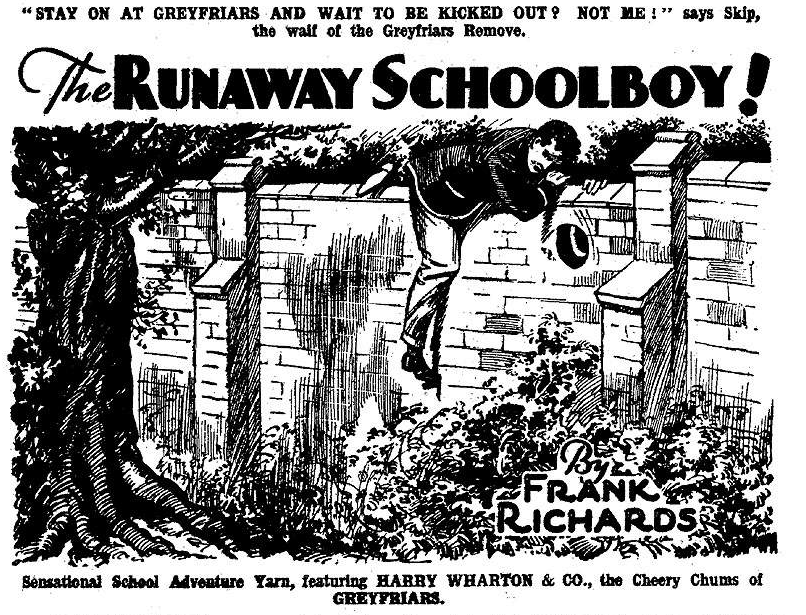 "STAY ON AT GREYFRIARS AND WAIT TO BE KICKED OUT? NOT ME!" says Skip,
the waif of the Greyfriars Remove.
The RUNAWAY SCHOOLBOY!
By
FRANK
RICHARDS
Sensational School Adventure Yarn, featuring HARRY WHARTON & CO., the Cheery Chums of
GREYFRIARS.